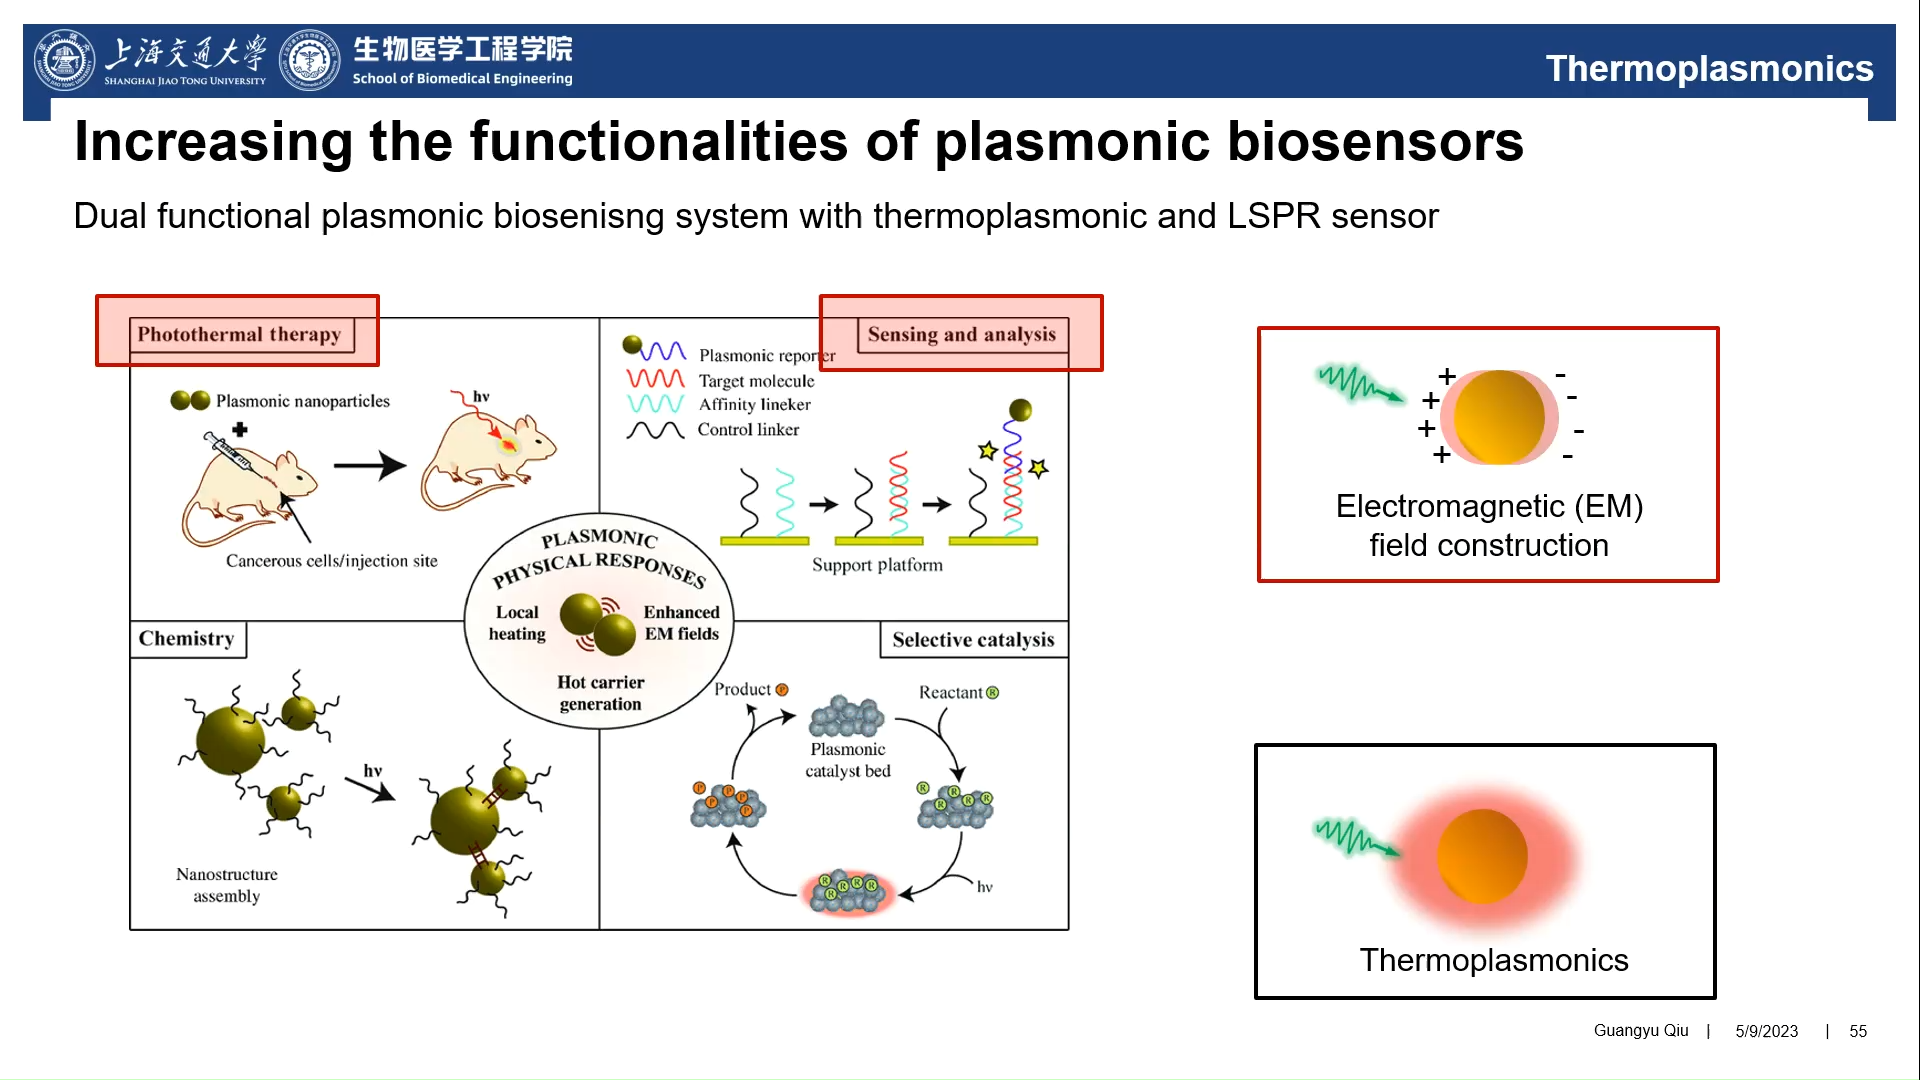 上海交通大学
SHANGHAI JIAO TONG UNIVERSITY
生物医学工程学院
School of Biomedical Engineering
Thermoplasmonics
Increasing the functionalities of plasmonic biosensors
Dual functional plasmonic biosenisng system with thermoplasmonic and LSPR sensor
Photothermal therapy
Plasmonic nanoparticles
hν
Cancerous cells/injection site
Sensing and analysis
Plasmonic reporter
Target molecule
Affinity lineker
Control linker
Support platform
PLASMONIC
PHYSICAL RESPONSES
Local
heating
Enhanced
EM fields
Hot carrier
generation
Chemistry
hν
Nanostructure
assembly
Selective catalysis
Product P
Reactant R
Plasmonic
catalyst bed
P P P P P
R R R R R
R R R R R
hν
+ + + +
- - - -
Electromagnetic (EM)
field construction
Thermoplasmonics
Guangyu Qiu | 5/9/2023 | 55